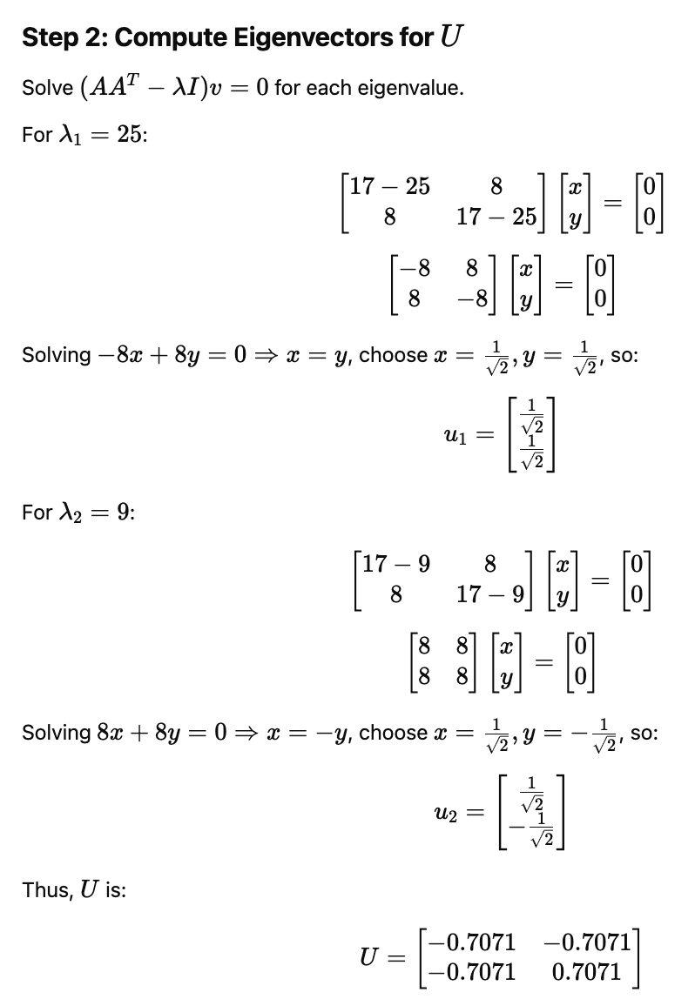 Step 2: Compute Eigenvectors for $U$
Solve $(AA^T - \lambda I)v = 0$ for each eigenvalue.
For $\lambda_1 = 25$:
$\begin{bmatrix} 17 - 25 & 8 \\ 8 & 17 - 25 \end{bmatrix} \begin{bmatrix} x \\ y \end{bmatrix} = \begin{bmatrix} 0 \\ 0 \end{bmatrix}$
$\begin{bmatrix} -8 & 8 \\ 8 & -8 \end{bmatrix} \begin{bmatrix} x \\ y \end{bmatrix} = \begin{bmatrix} 0 \\ 0 \end{bmatrix}$
Solving $-8x + 8y = 0 \Rightarrow x = y$, choose $x = \frac{1}{\sqrt{2}}, y = \frac{1}{\sqrt{2}}$, so:
$u_1 = \begin{bmatrix} \frac{1}{\sqrt{2}} \\ \frac{1}{\sqrt{2}} \end{bmatrix}$
For $\lambda_2 = 9$:
$\begin{bmatrix} 17 - 9 & 8 \\ 8 & 17 - 9 \end{bmatrix} \begin{bmatrix} x \\ y \end{bmatrix} = \begin{bmatrix} 0 \\ 0 \end{bmatrix}$
$\begin{bmatrix} 8 & 8 \\ 8 & 8 \end{bmatrix} \begin{bmatrix} x \\ y \end{bmatrix} = \begin{bmatrix} 0 \\ 0 \end{bmatrix}$
Solving $8x + 8y = 0 \Rightarrow x = -y$, choose $x = \frac{1}{\sqrt{2}}, y = -\frac{1}{\sqrt{2}}$, so:
$u_2 = \begin{bmatrix} \frac{1}{\sqrt{2}} \\ -\frac{1}{\sqrt{2}} \end{bmatrix}$
Thus, $U$ is:
$U = \begin{bmatrix} -0.7071 & -0.7071 \\ -0.7071 & 0.7071 \end{bmatrix}$